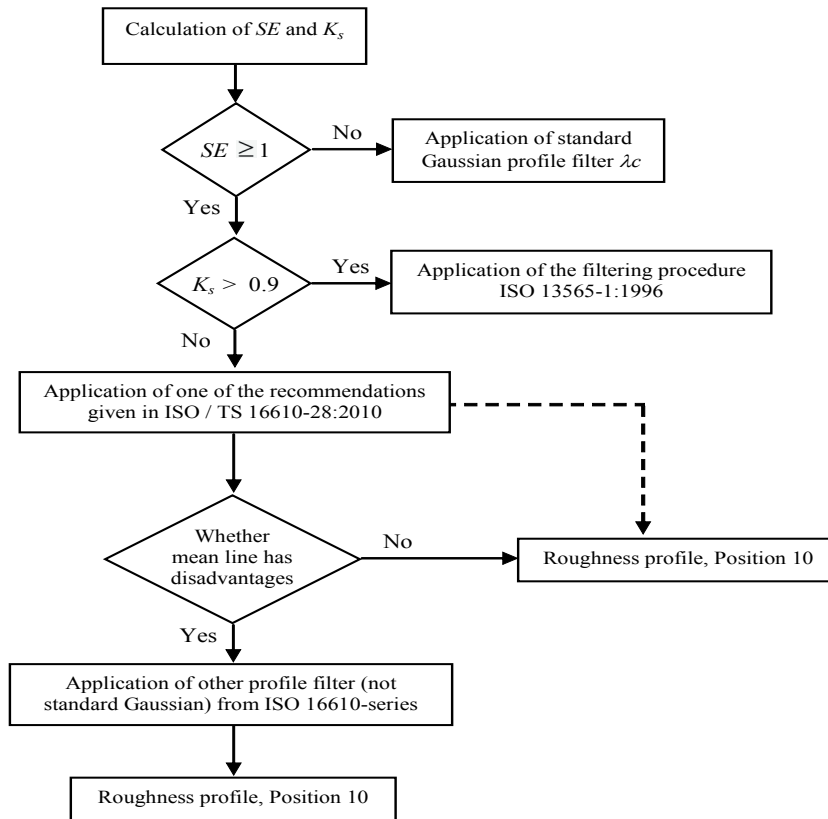 Calculation of SE and Kₛ
SE ≥ 1
No
Application of standard
Gaussian profile filter λc
Yes
Kₛ > 0.9
Yes
Application of the filtering procedure
ISO 13565-1:1996
No
Application of one of the recommendations
given in ISO / TS 16610-28:2010
Whether
mean line has
disadvantages
No
Roughness profile, Position 10
Yes
Application of other profile filter (not
standard Gaussian) from ISO 16610-series
Roughness profile, Position 10